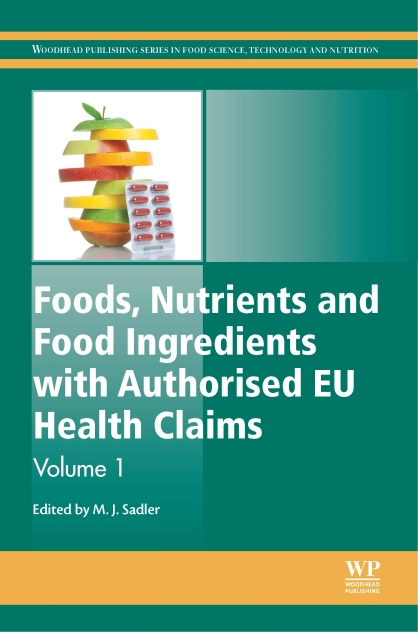 WOODHEAD PUBLISHING SERIES IN FOOD SCIENCE, TECHNOLOGY AND NUTRITION
Foods, Nutrients and
Food Ingredients
with Authorised EU
Health Claims
Volume 1
Edited by M. J. Sadler
WP
WOODHEAD
PUBLISHING